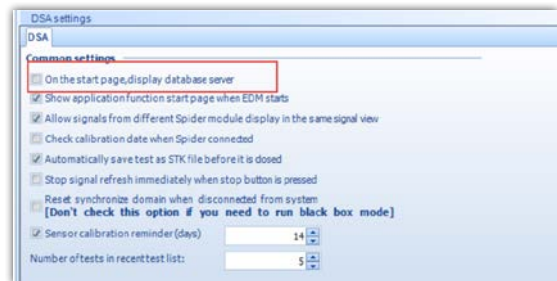 DSA settings
DSA
Common settings
On the start page,display database server
Show application function start page when EDM starts
Allow signals from different Spider module display in the same signal view
Check calibration date when Spider connected
Automatically save test as STK file before it is closed
Stop signal refresh immediately when stop button is pressed
Reset synchronize domain when disconnected from system
[Don't check this option if you need to run black box mode]
Sensor calibration reminder (days) 14
Number of tests in recent test list: 5